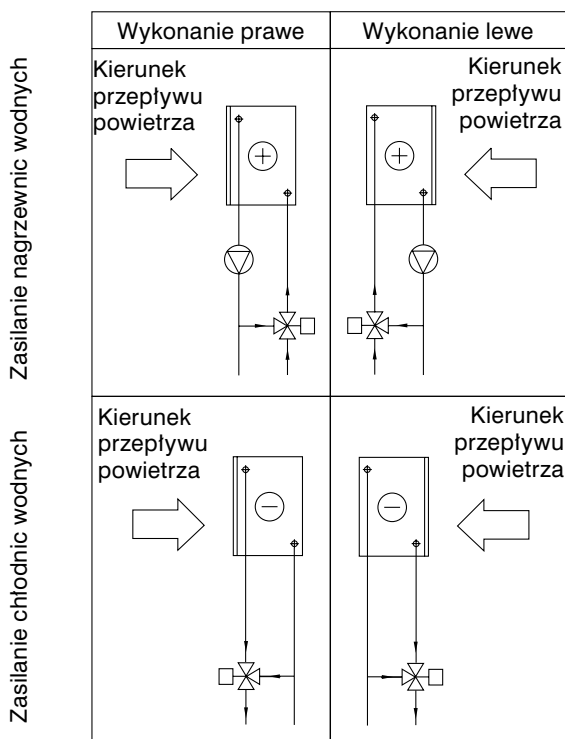 Wykonanie prawe
Wykonanie lewe
Zasilanie nagrzewnic wodnych
Kierunek
przepływu
powietrza
Kierunek
przepływu
powietrza
Zasilanie chłodnic wodnych
Kierunek
przepływu
powietrza
Kierunek
przepływu
powietrza